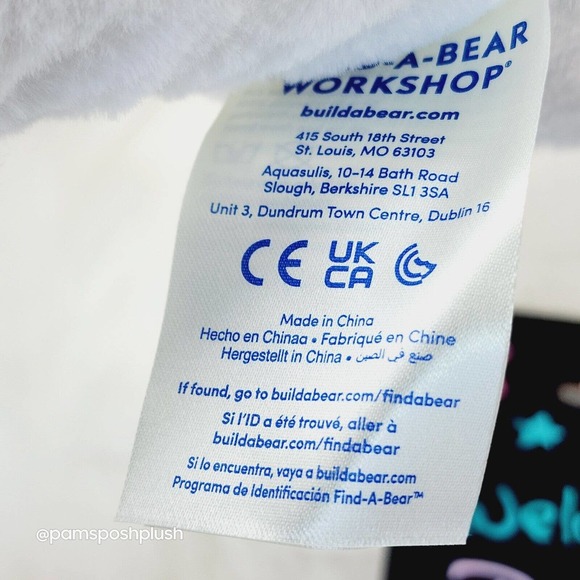 -A-BEAR
WORKSHOP®
buildabear.com
415 South 18th Street
St. Louis, MO 63103
Aquasulis, 10-14 Bath Road
Slough, Berkshire SL1 3SA
Unit 3, Dundrum Town Centre, Dublin 16
CE UK
CA
Made in China
Hecho en Chinaa • Fabriqué en Chine
Hergestellt in China • صنع في الصين
If found, go to buildabear.com/findabear
Si l'ID a été trouvé, aller à
buildabear.com/findabear
Si lo encuentra, vaya a buildabear.com
Programa de Identificación Find-A-Bear™
@pamsposhplush